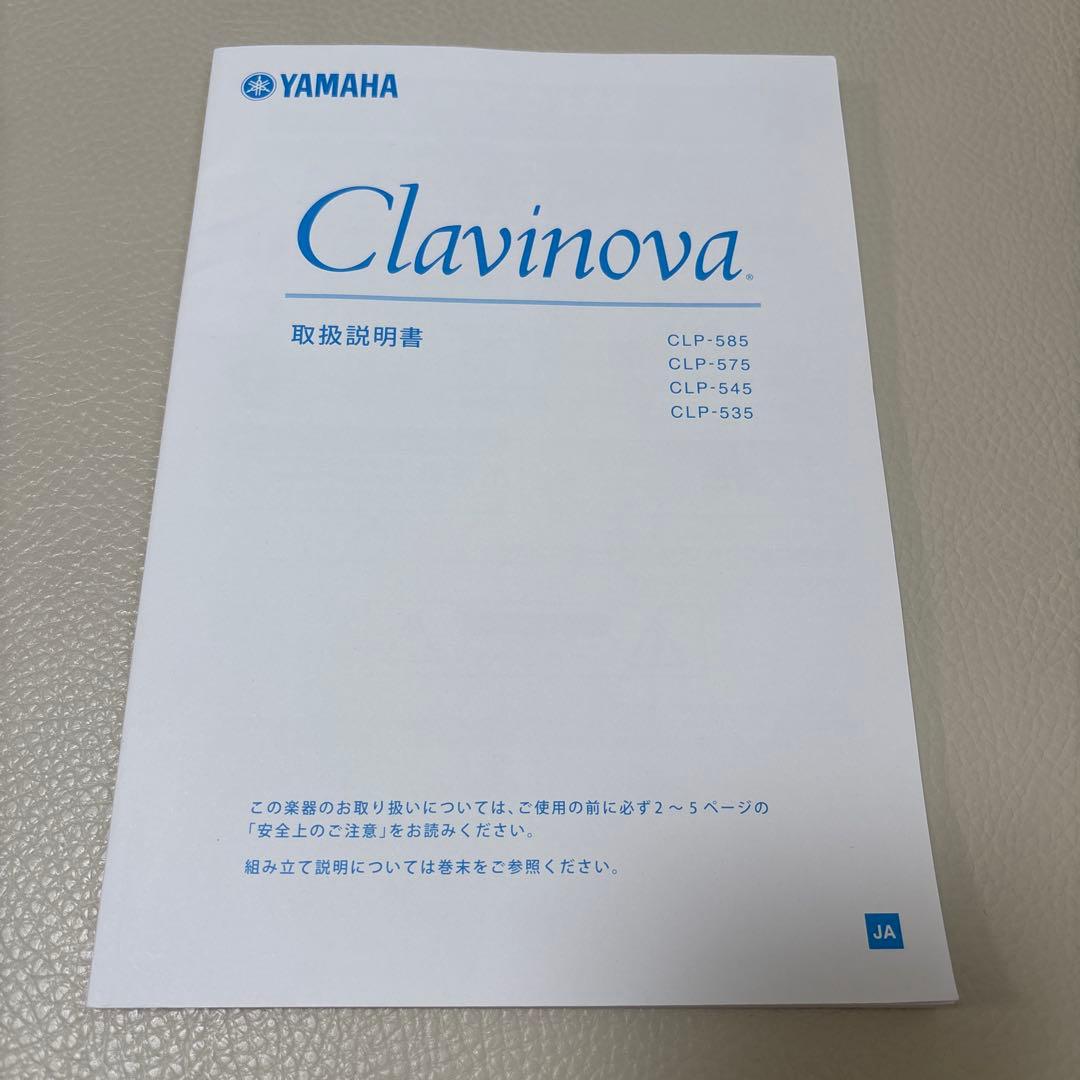 YAMAHA
Clavinova®
取扱説明書
CLP-585
CLP-575
CLP-545
CLP-535
この楽器のお取り扱いについては、ご使用の前に必ず2～5ページの
「安全上のご注意」をお読みください。
組み立て説明については巻末をご参照ください。
JA